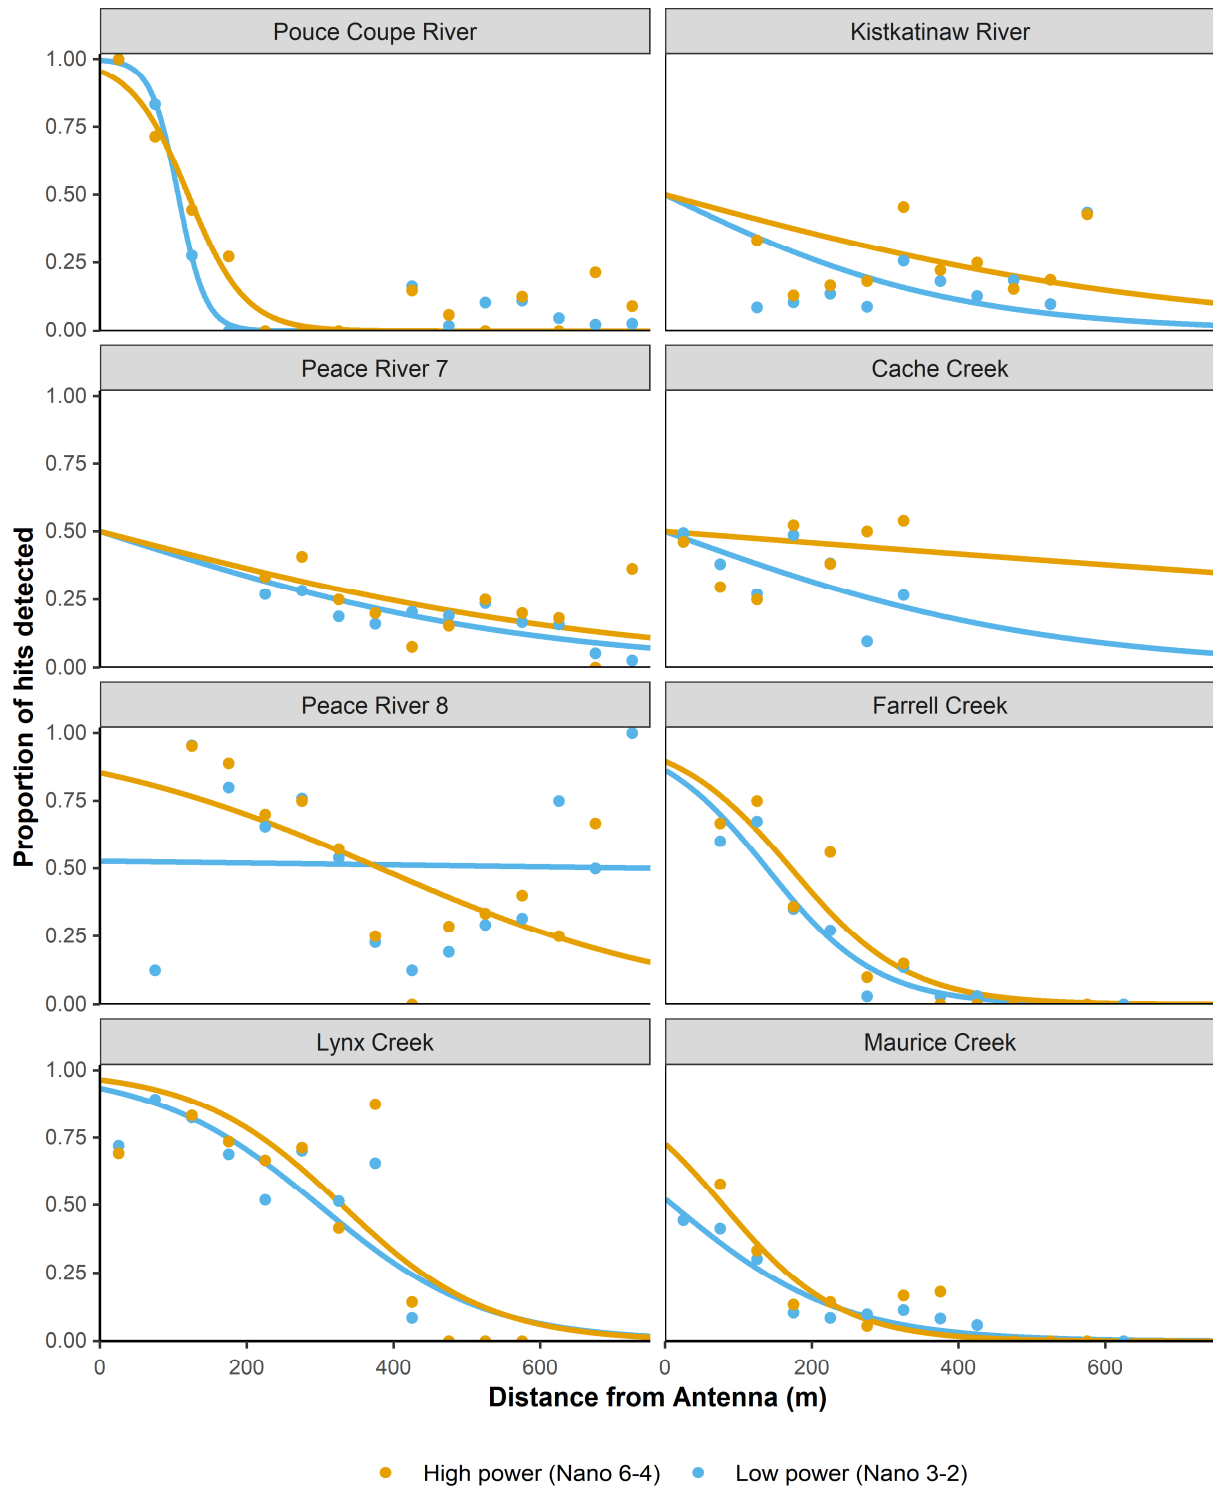 Pouce Coupe River
Kistkatinaw River
1.00
0.75
0.50
0.25
0.00
Peace River 7
Cache Creek
1.00
0.75
0.50
0.25
0.00
Peace River 8
Farrell Creek
1.00
0.75
0.50
0.25
0.00
Lynx Creek
Maurice Creek
1.00
0.75
0.50
0.25
0.00
0 200 400 600
0 200 400 600
Proportion of hits detected
Distance from Antenna (m)
High power (Nano 6-4)
Low power (Nano 3-2)